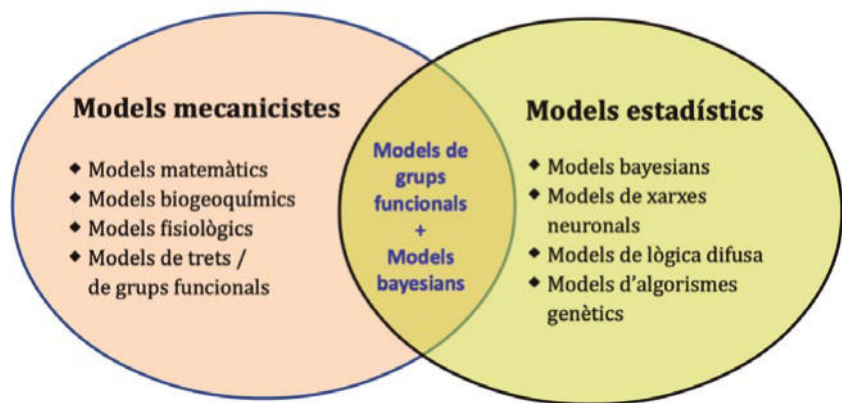 Models mecanicistes
◆ Models matemàtics
◆ Models biogeoquímics
◆ Models fisiològics
◆ Models de trets /
de grups funcionals
Models de
grups
funcionals
+
Models
bayesians
Models estadístics
◆ Models bayesians
◆ Models de xarxes
neuronals
◆ Models de lògica difusa
◆ Models d’algorismes
genètics